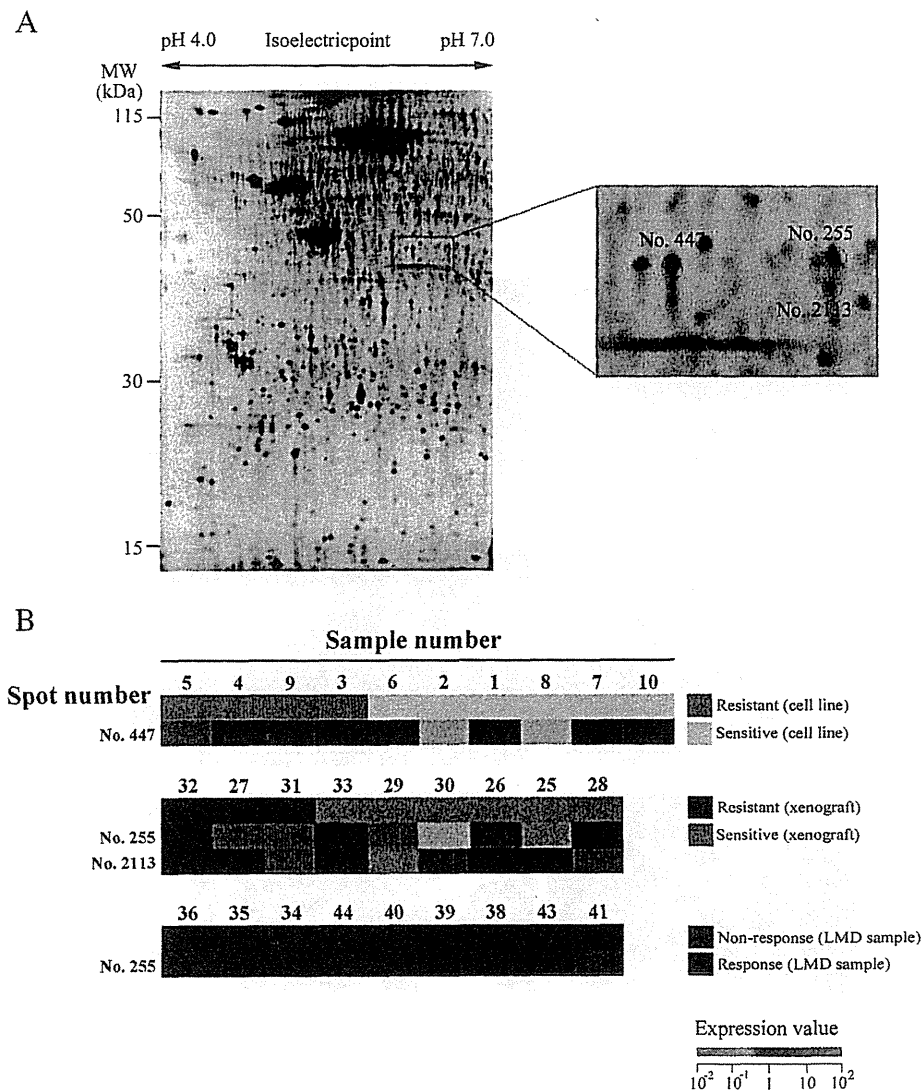 A
pH 4.0 Isoelectricpoint pH 7.0
MW
(kDa)
115
50
30
15
No. 447
No. 255
No. 2113
B
Sample number
Spot number
5 4 9 3 6 2 1 8 7 10
No. 447
Resistant (cell line)
Sensitive (cell line)
32 27 31 33 29 30 26 25 28
No. 255
No. 2113
Resistant (xenograft)
Sensitive (xenograft)
36 35 34 44 40 39 38 43 41
No. 255
Non-response (LMD sample)
Response (LMD sample)
Expression value
10⁻² 10⁻¹ 1 10 10²